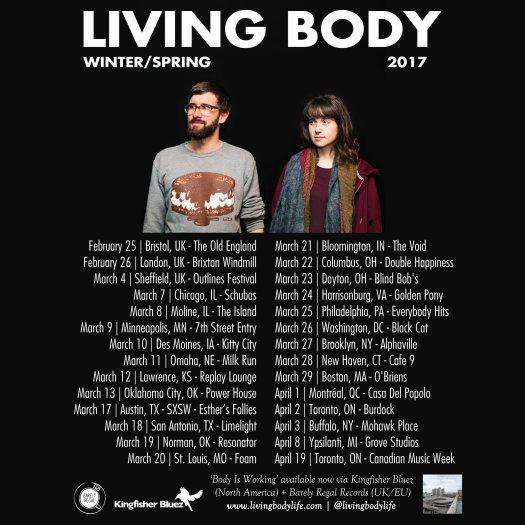 LIVING BODY
WINTER/SPRING 2017
February 25 | Bristol, UK - The Old England
February 26 | London, UK - Brixton Windmill
March 4 | Sheffield, UK - Outlines Festival
March 7 | Chicago, IL - Schubas
March 8 | Moline, IL - The Island
March 9 | Minneapolis, MN - 7th Street Entry
March 10 | Des Moines, IA - Kitty City
March 11 | Omaha, NE - Milk Run
March 12 | Lawrence, KS - Replay Lounge
March 13 | Oklahoma City, OK - Power House
March 17 | Austin, TX - SXSW - Esther's Follies
March 18 | San Antonio, TX - Limelight
March 19 | Norman, OK - Resonator
March 20 | St. Louis, MO - Foam
March 21 | Bloomington, IN - The Void
March 22 | Columbus, OH - Double Happiness
March 23 | Dayton, OH - Blind Bob's
March 24 | Harrisonburg, VA - Golden Pony
March 25 | Philadelphia, PA - Everybody Hits
March 26 | Washington, DC - Black Cat
March 27 | Brooklyn, NY - Alphaville
March 28 | New Haven, CT - Cafe 9
March 29 | Boston, MA - O'Briens
April 1 | Montréal, QC - Casa Del Popolo
April 2 | Toronto, ON - Burdock
April 3 | Buffalo, NY - Mohawk Place
April 8 | Ypsilanti, MI - Grove Studios
April 19 | Toronto, ON - Canadian Music Week
BARELY
REGAL
Kingfisher Bluez
'Body Is Working' available now via Kingfisher Bluez
(North America) + Barely Regal Records (UK/EU)
www.livingbodylife.com | @livingbodylife